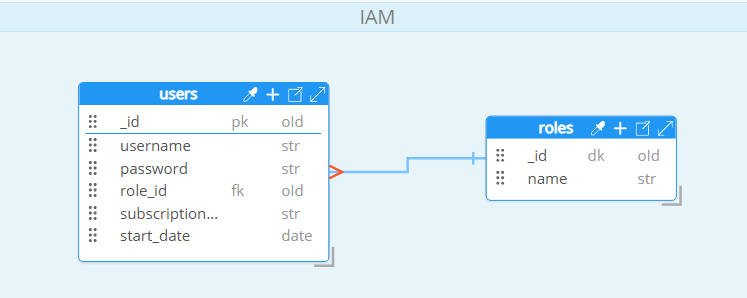 IAM
users
_id pk oId
username str
password str
role_id fk oId
subscription... str
start_date date
roles
_id dk oId
name str